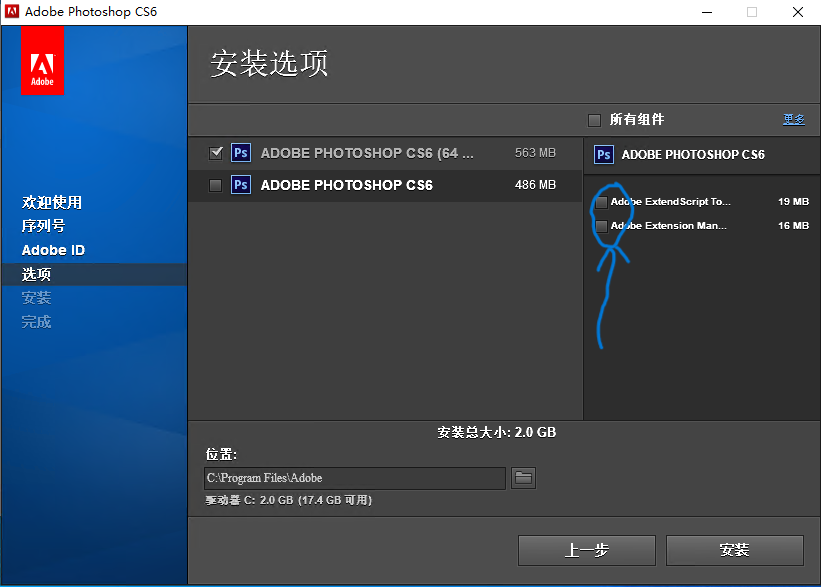 Adobe Photoshop CS6
Adobe
安装选项
所有组件
更多
Ps ADOBE PHOTOSHOP CS6 (64 ... 563 MB
Ps ADOBE PHOTOSHOP CS6 486 MB
Ps ADOBE PHOTOSHOP CS6
Adobe ExtendScript To... 19 MB
Adobe Extension Man... 16 MB
欢迎使用
序列号
Adobe ID
选项
安装
完成
安装总大小: 2.0 GB
位置:
C:\Program Files\Adobe
驱动器 C: 2.0 GB (17.4 GB 可用)
上一步
安装